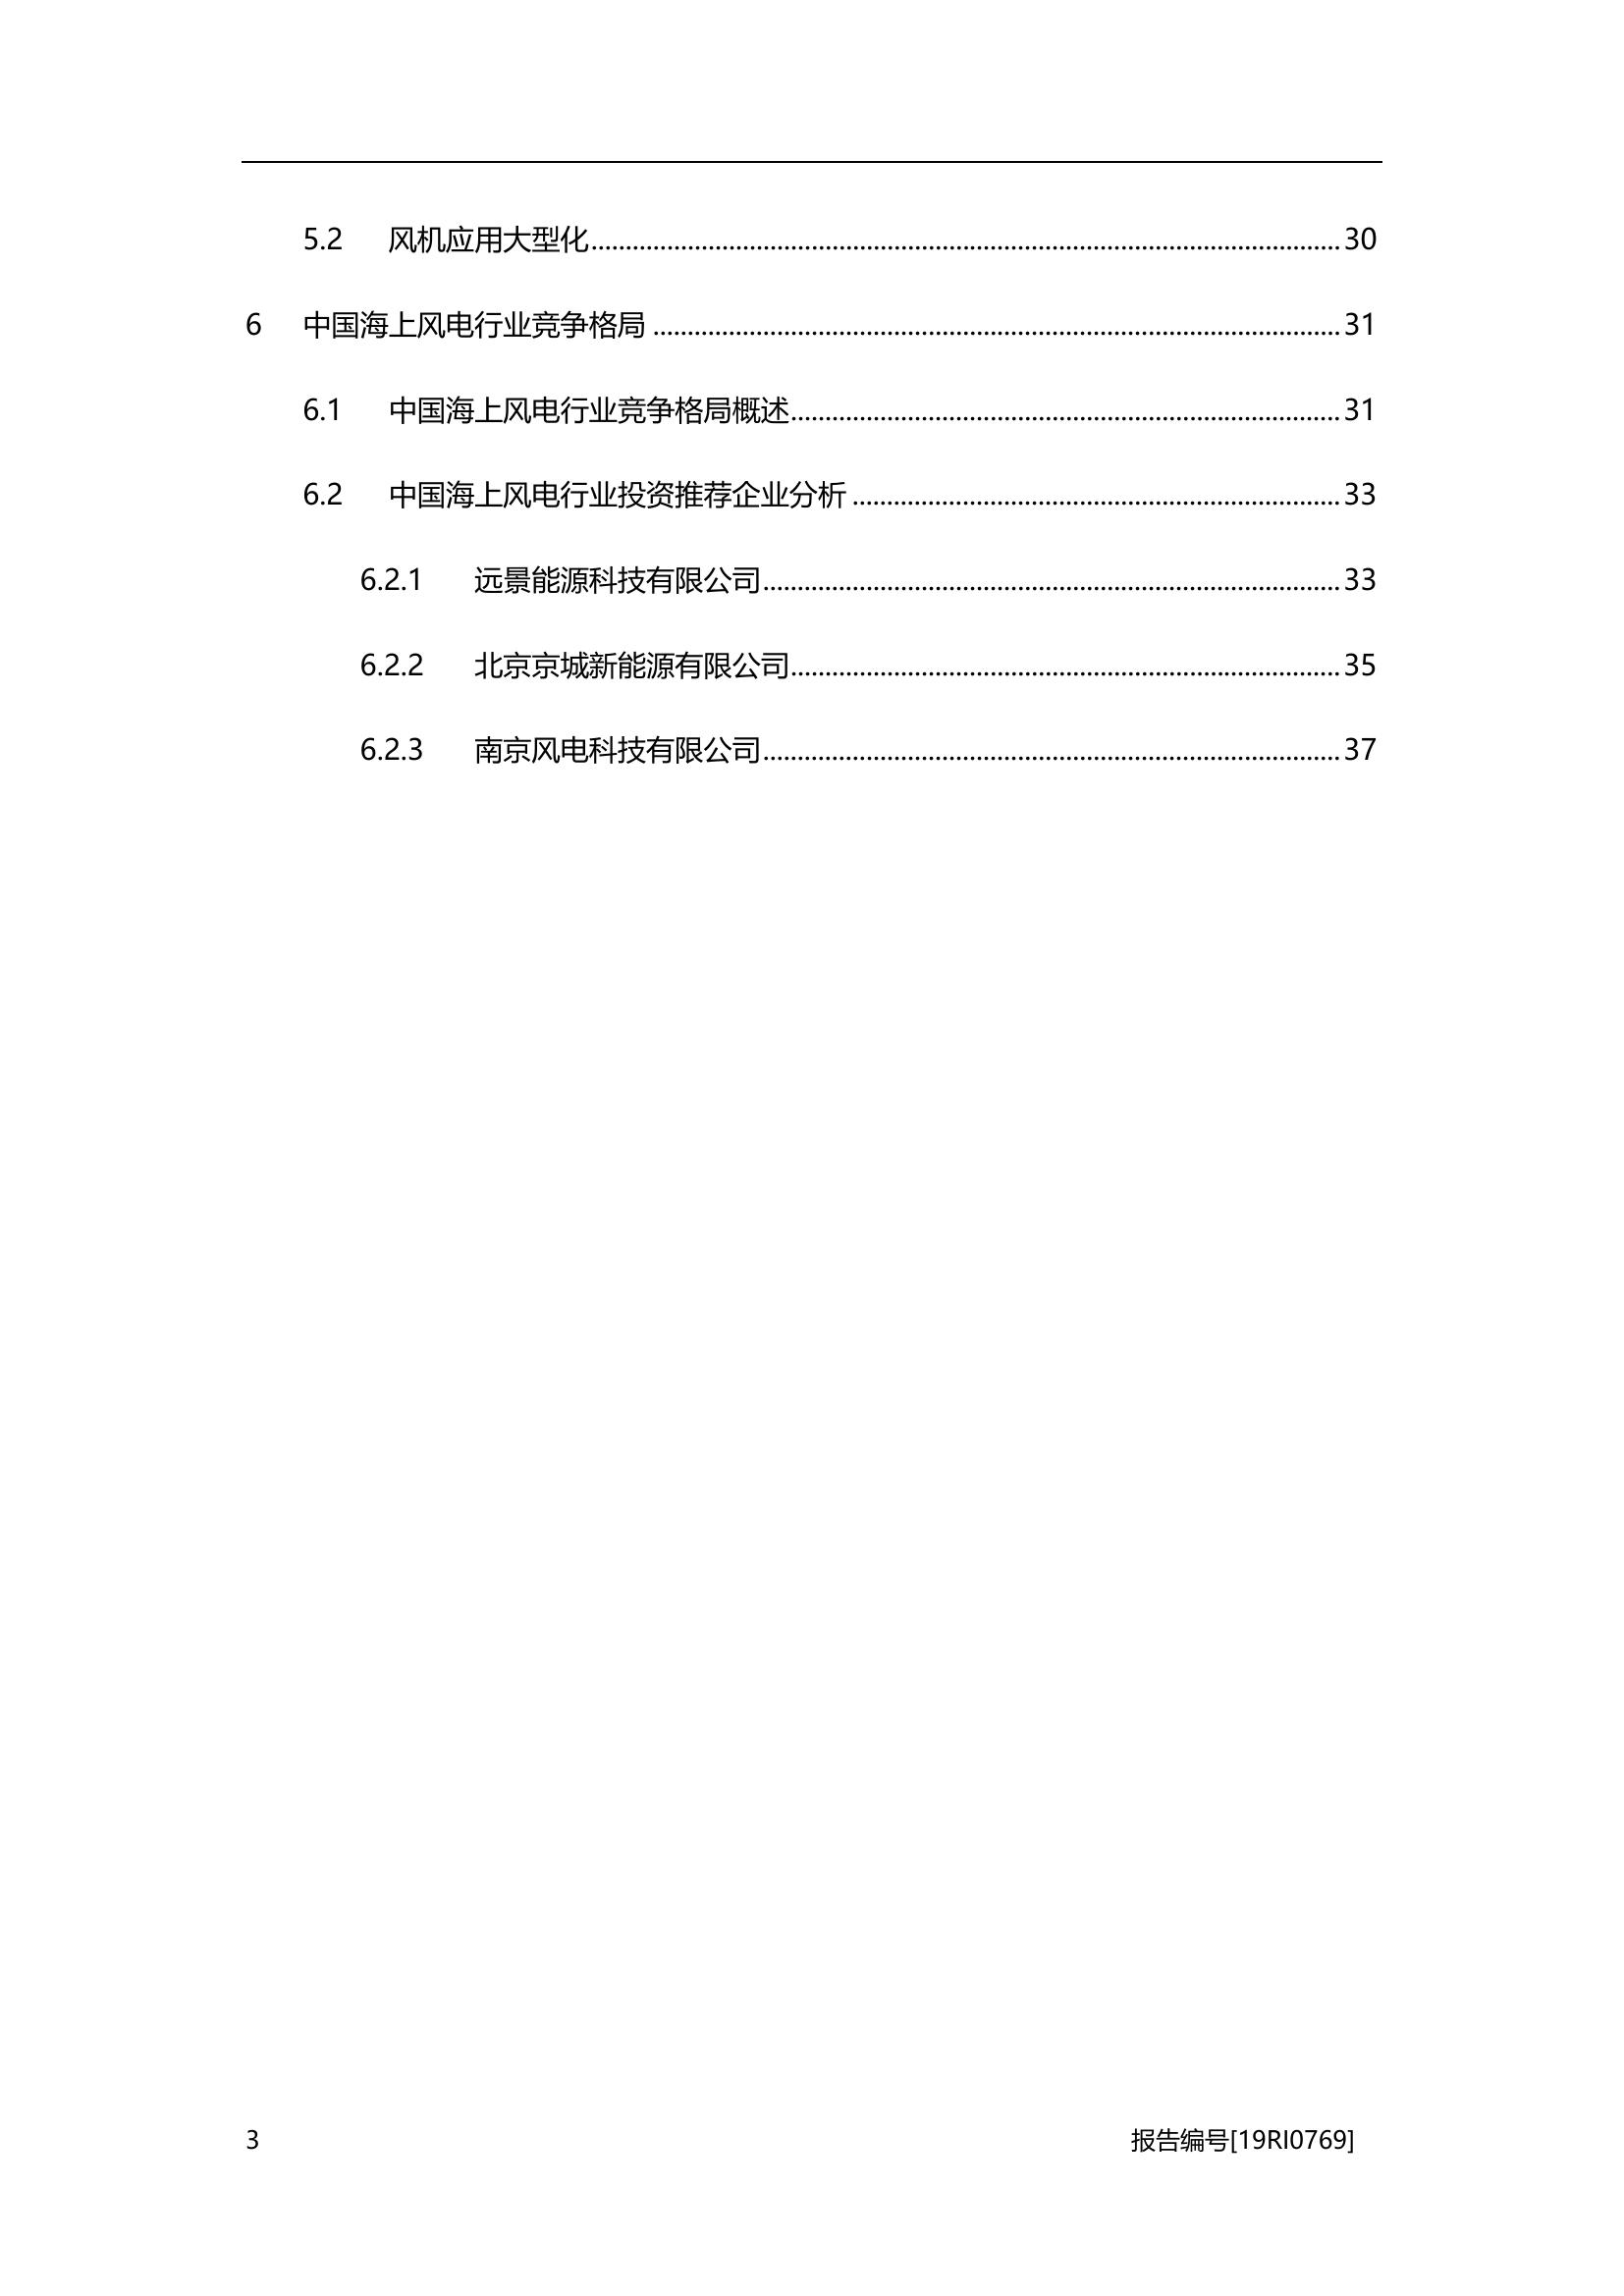 5.2 风机应用大型化........................................................................30
6 中国海上风电行业竞争格局........................................................................31
6.1 中国海上风电行业竞争格局概述........................................................................31
6.2 中国海上风电行业投资推荐企业分析........................................................................33
6.2.1 远景能源科技有限公司........................................................................33
6.2.2 北京京城新能源有限公司........................................................................35
6.2.3 南京风电科技有限公司........................................................................37
3 报告编号[19RI0769]